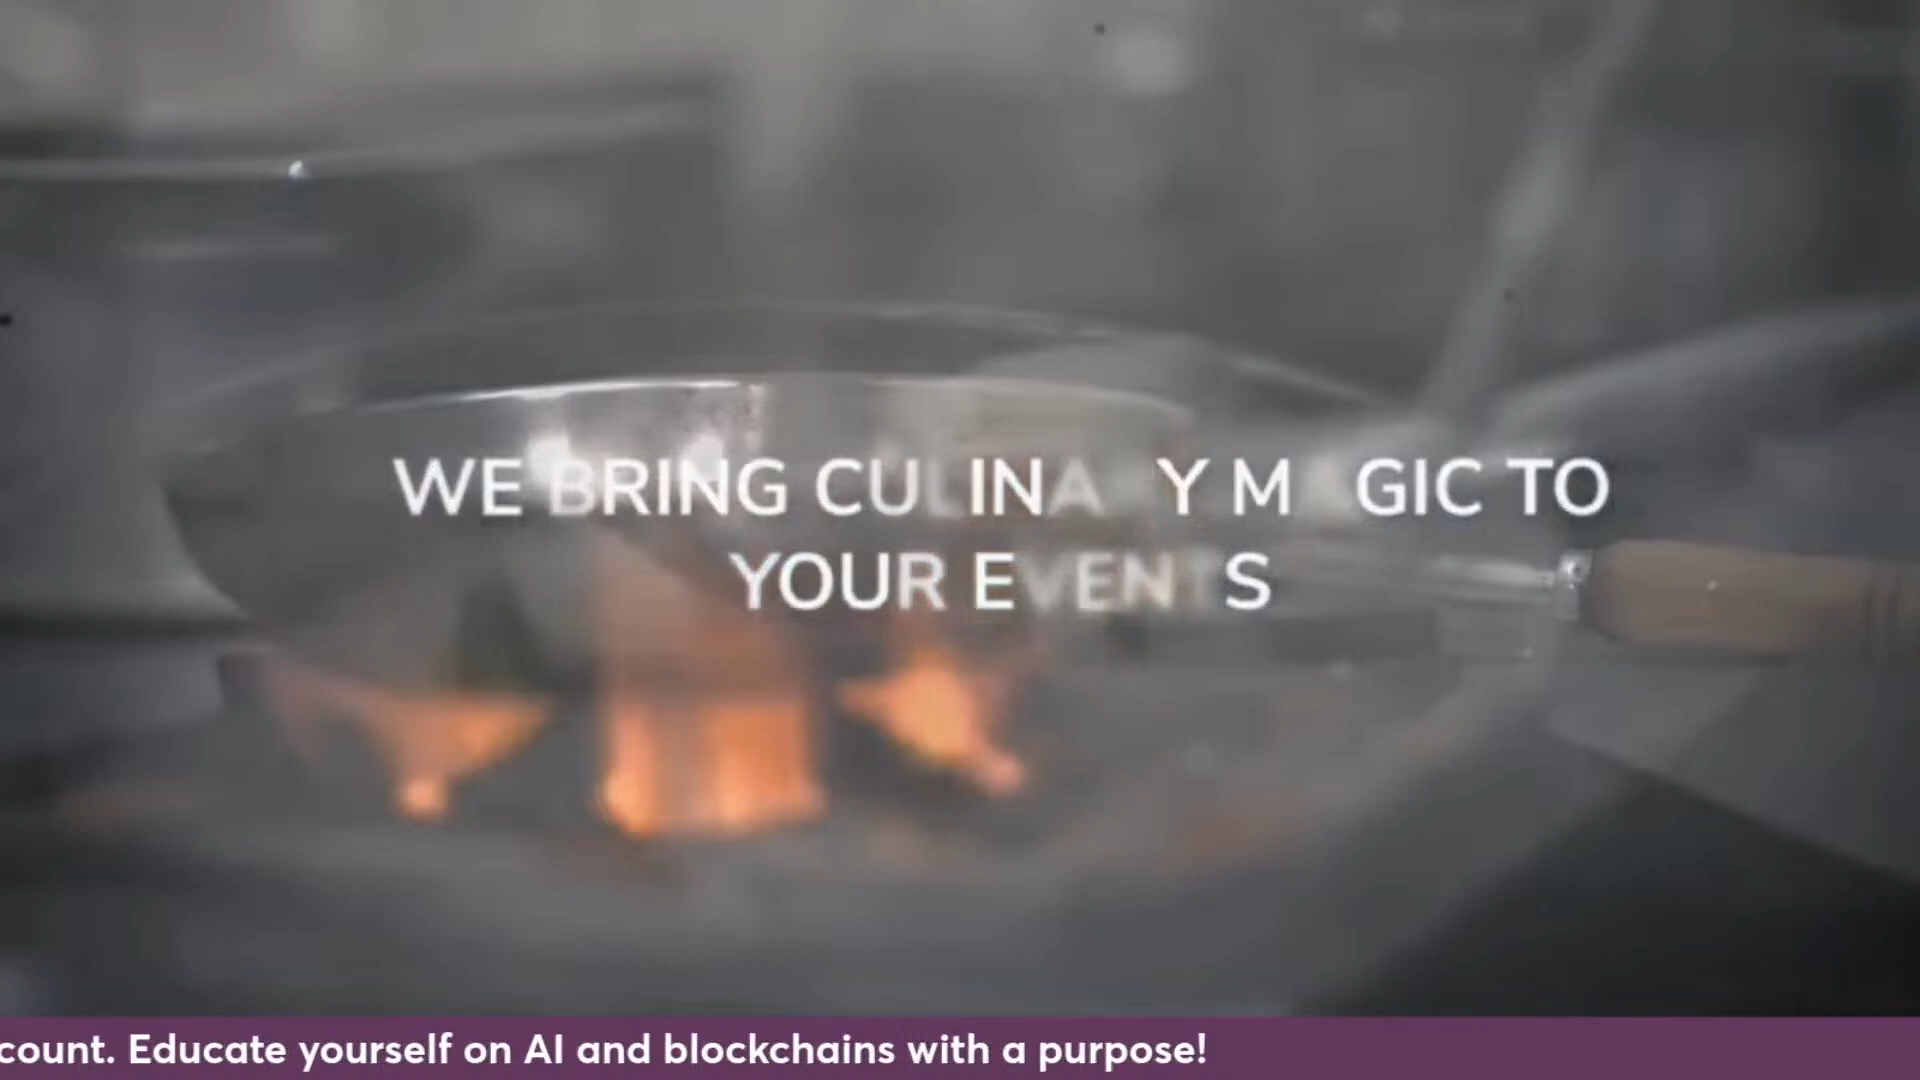 WE BRING CULINARY MAGIC TO
YOUR EVENTS
count. Educate yourself on AI and blockchains with a purpose!